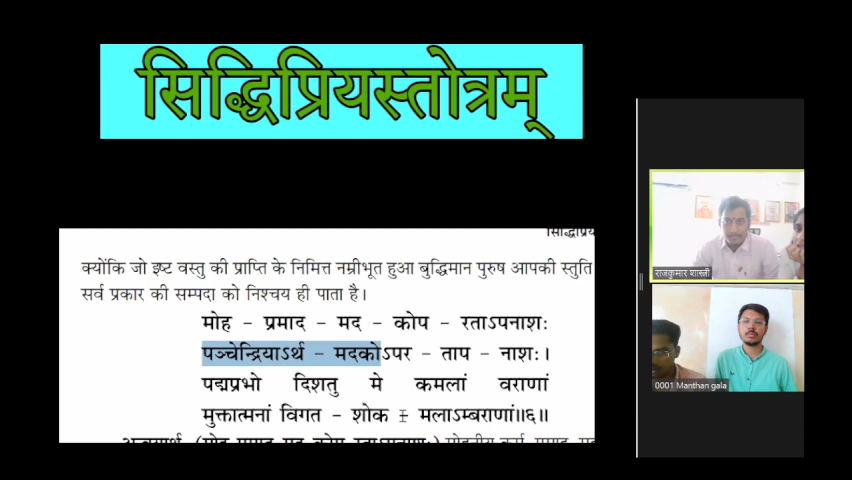 सिद्धिप्रियस्तोत्रम्
क्योंकि जो इष्ट वस्तु की प्राप्ति के निमित्त नम्रीभूत हुआ बुद्धिमान पुरुष आपकी स्तुति
सर्व प्रकार की सम्पदा को निश्चय ही पाता है।
मोह - प्रमाद - मद - कोप - रताऽपनाशः
पञ्चेन्द्रियाऽर्थ - मदकोऽपर - ताप - नाशः।
पद्मप्रभो दिशतु मे कमलां वराणां
मुक्तात्मनां विगत - शोक - मलाऽम्बराणां॥६॥
राजकुमार शास्त्री
0001 Manthan gala